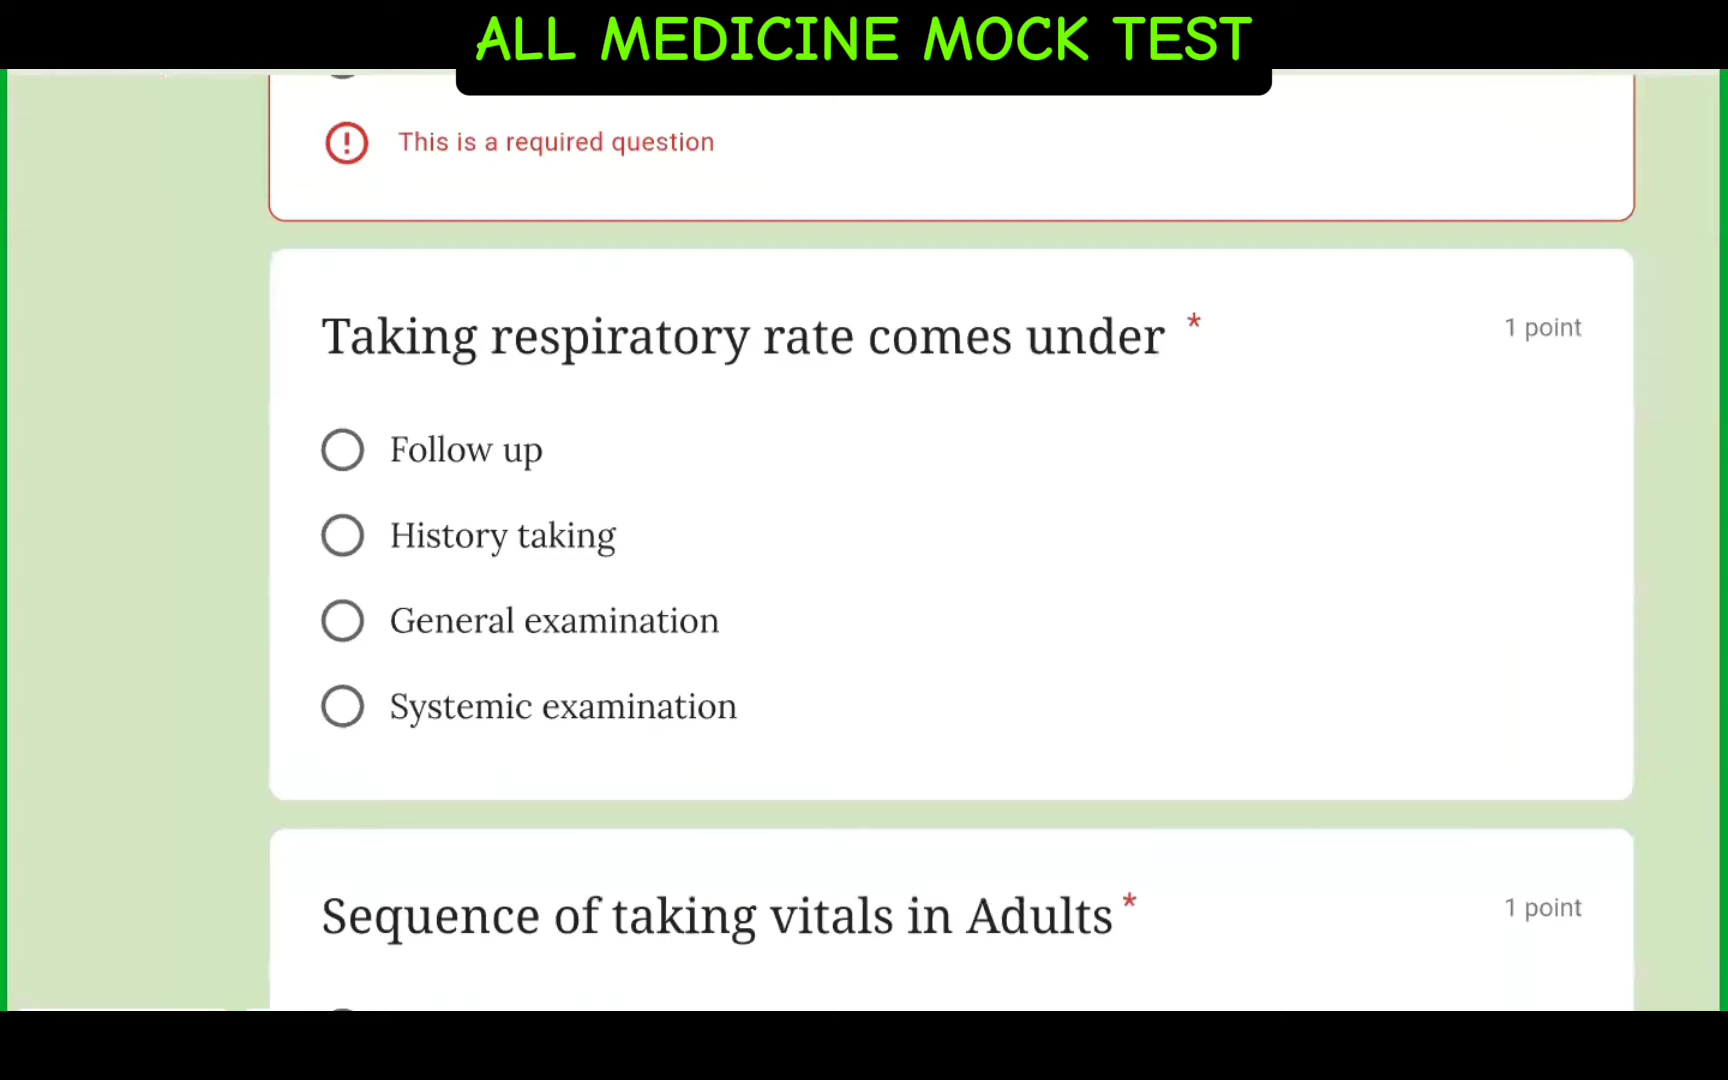 ALL MEDICINE MOCK TEST
This is a required question
Taking respiratory rate comes under *
1 point
Follow up
History taking
General examination
Systemic examination
Sequence of taking vitals in Adults *
1 point